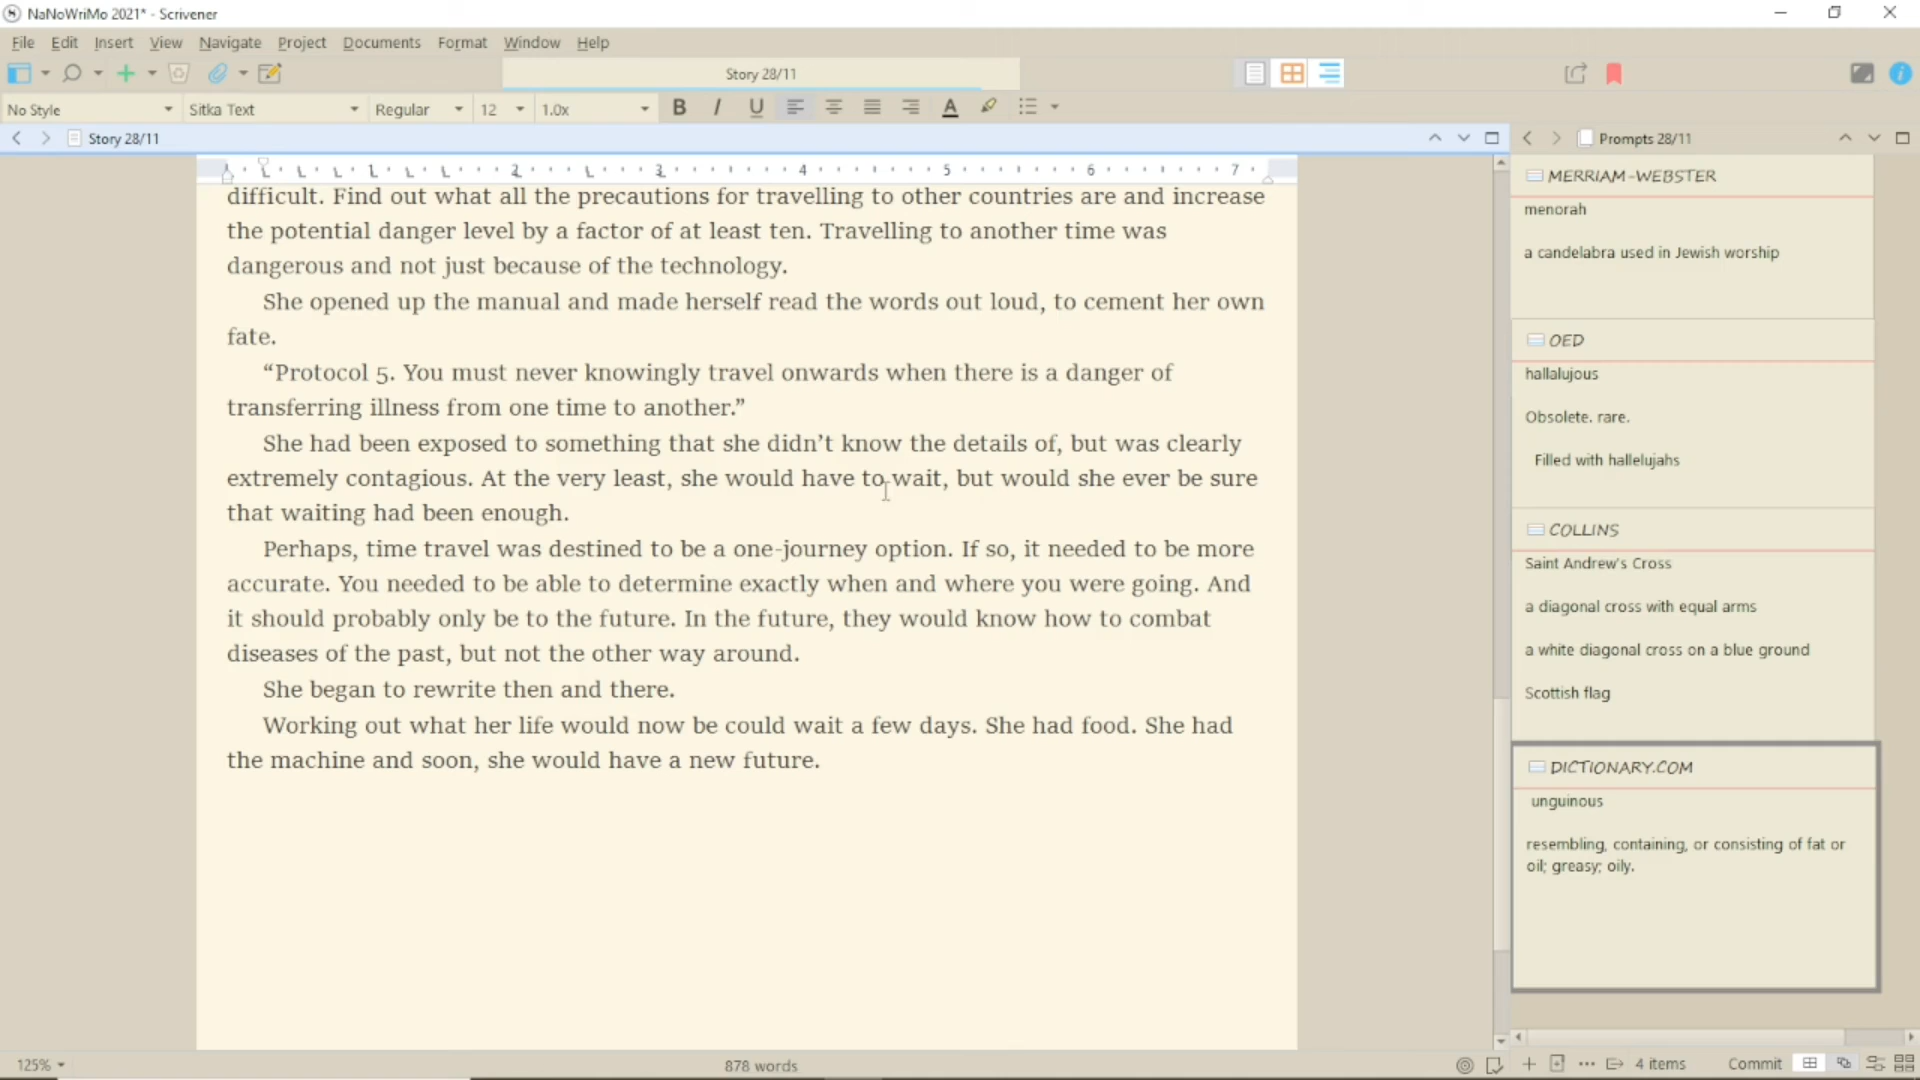 NaNoWriMo 2021* - Scrivener
File Edit Insert View Navigate Project Documents Format Window Help
Story 28/11
No Style Sitka Text Regular 12 1.0x B I U A
Story 28/11
Prompts 28/11
1 2 3 4 5 6 7
difficult. Find out what all the precautions for travelling to other countries are and increase
the potential danger level by a factor of at least ten. Travelling to another time was
dangerous and not just because of the technology.
She opened up the manual and made herself read the words out loud, to cement her own
fate.
“Protocol 5. You must never knowingly travel onwards when there is a danger of
transferring illness from one time to another.”
She had been exposed to something that she didn’t know the details of, but was clearly
extremely contagious. At the very least, she would have to wait, but would she ever be sure
that waiting had been enough.
Perhaps, time travel was destined to be a one-journey option. If so, it needed to be more
accurate. You needed to be able to determine exactly when and where you were going. And
it should probably only be to the future. In the future, they would know how to combat
diseases of the past, but not the other way around.
She began to rewrite then and there.
Working out what her life would now be could wait a few days. She had food. She had
the machine and soon, she would have a new future.
MERRIAM-WEBSTER
menorah
a candelabra used in Jewish worship
OED
hallalujous
Obsolete. rare.
Filled with hallelujahs
COLLINS
Saint Andrew's Cross
a diagonal cross with equal arms
a white diagonal cross on a blue ground
Scottish flag
DICTIONARY.COM
unguinous
resembling, containing, or consisting of fat or
oil; greasy; oily.
125%
878 words
4 items
Commit